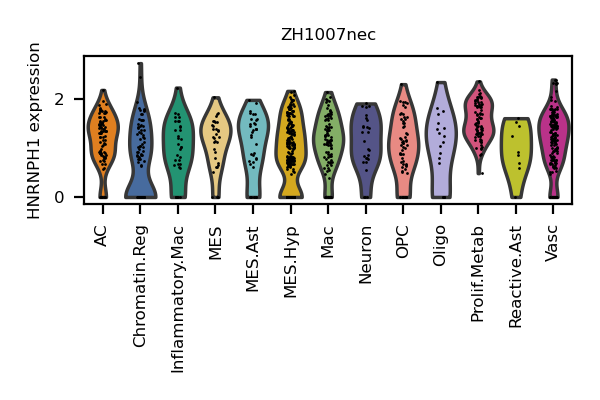 ZH1007nec
HNRNPH1 expression
2
0
AC
Chromatin.Reg
Inflammatory.Mac
MES
MES.Ast
MES.Hyp
Mac
Neuron
OPC
Oligo
Prolif.Metab
Reactive.Ast
Vasc